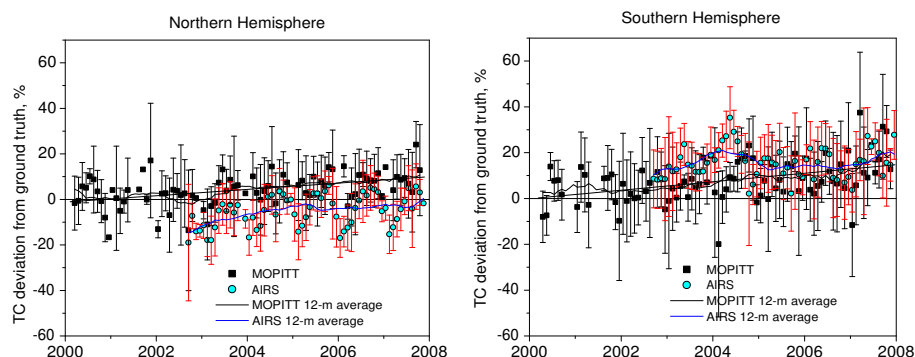 Northern Hemisphere
TC deviation from ground truth, %
80
60
40
20
0
-20
-40
-60
MOPITT
AIRS
MOPITT 12-m average
AIRS 12-m average
2000
2002
2004
2006
2008
Southern Hemisphere
TC deviation from ground truth, %
80
60
40
20
0
-20
-40
-60
MOPITT
AIRS
MOPITT 12-m average
AIRS 12-m average
2000
2002
2004
2006
2008